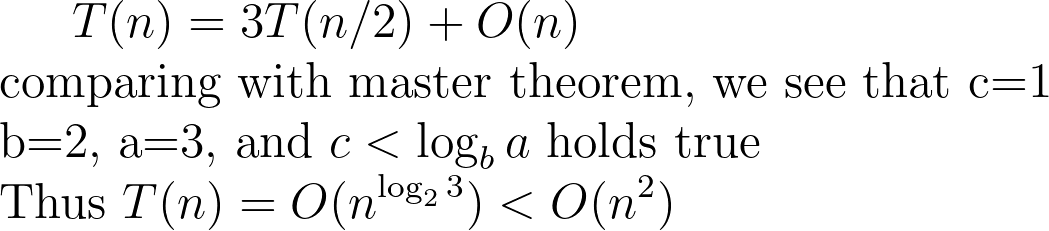 T(n) = 3T(n/2) + O(n)
comparing with master theorem, we see that c=1
b=2, a=3, and c < log_b a holds true
Thus T(n) = O(n^{log_2 3}) < O(n^2)